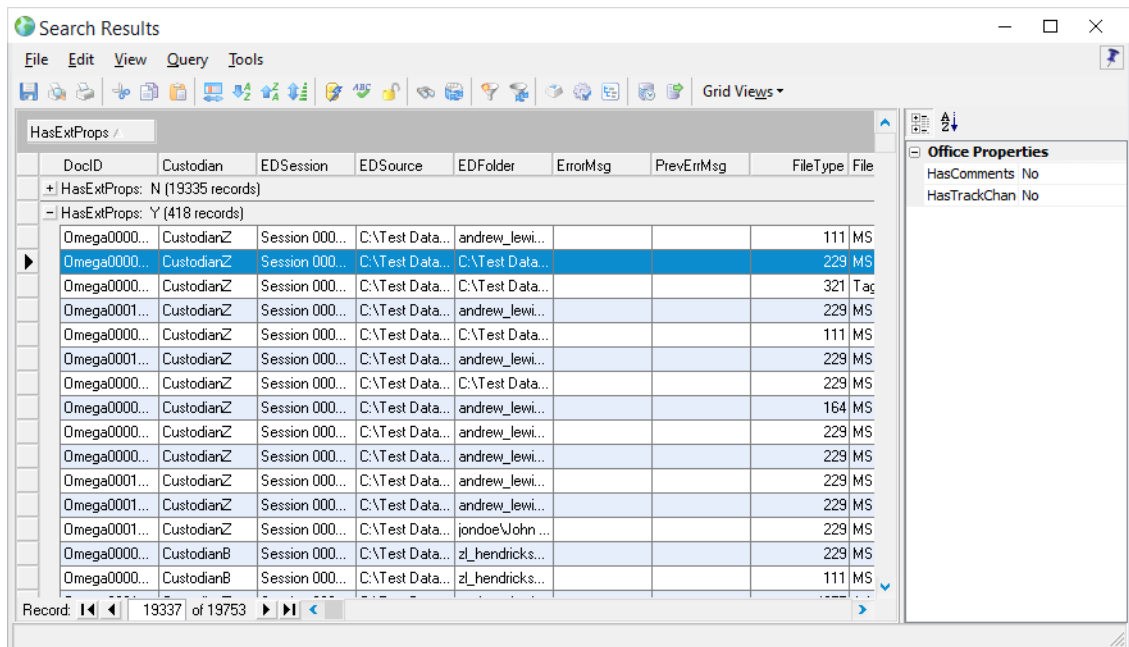 Search Results
File Edit View Query Tools
Grid Views
HasExtProps
DocID Custodian EDSession EDSource EDFolder ErrorMsg PrevErrMsg FileType File
HasExtProps: N (19335 records)
HasExtProps: Y (418 records)
Omega0000... CustodianZ Session 000... C:\Test Data... andrew_lewi... 111 MS
Omega0000... CustodianZ Session 000... C:\Test Data... C:\Test Data... 229 MS
Omega0000... CustodianZ Session 000... C:\Test Data... C:\Test Data... 321 Tag
Omega0001... CustodianZ Session 000... C:\Test Data... andrew_lewi... 229 MS
Omega0000... CustodianZ Session 000... C:\Test Data... C:\Test Data... 111 MS
Omega0001... CustodianZ Session 000... C:\Test Data... andrew_lewi... 229 MS
Omega0000... CustodianZ Session 000... C:\Test Data... C:\Test Data... 229 MS
Omega0000... CustodianZ Session 000... C:\Test Data... andrew_lewi... 164 MS
Omega0000... CustodianZ Session 000... C:\Test Data... andrew_lewi... 229 MS
Omega0000... CustodianZ Session 000... C:\Test Data... andrew_lewi... 229 MS
Omega0001... CustodianZ Session 000... C:\Test Data... andrew_lewi... 229 MS
Omega0001... CustodianZ Session 000... C:\Test Data... andrew_lewi... 229 MS
Omega0001... CustodianZ Session 000... C:\Test Data... jondoe\John ... 229 MS
Omega0000... CustodianB Session 000... C:\Test Data... zl_hendricks... 229 MS
Omega0000... CustodianB Session 000... C:\Test Data... zl_hendricks... 111 MS
Record: 19337 of 19753
Office Properties
HasComments No
HasTrackChan No